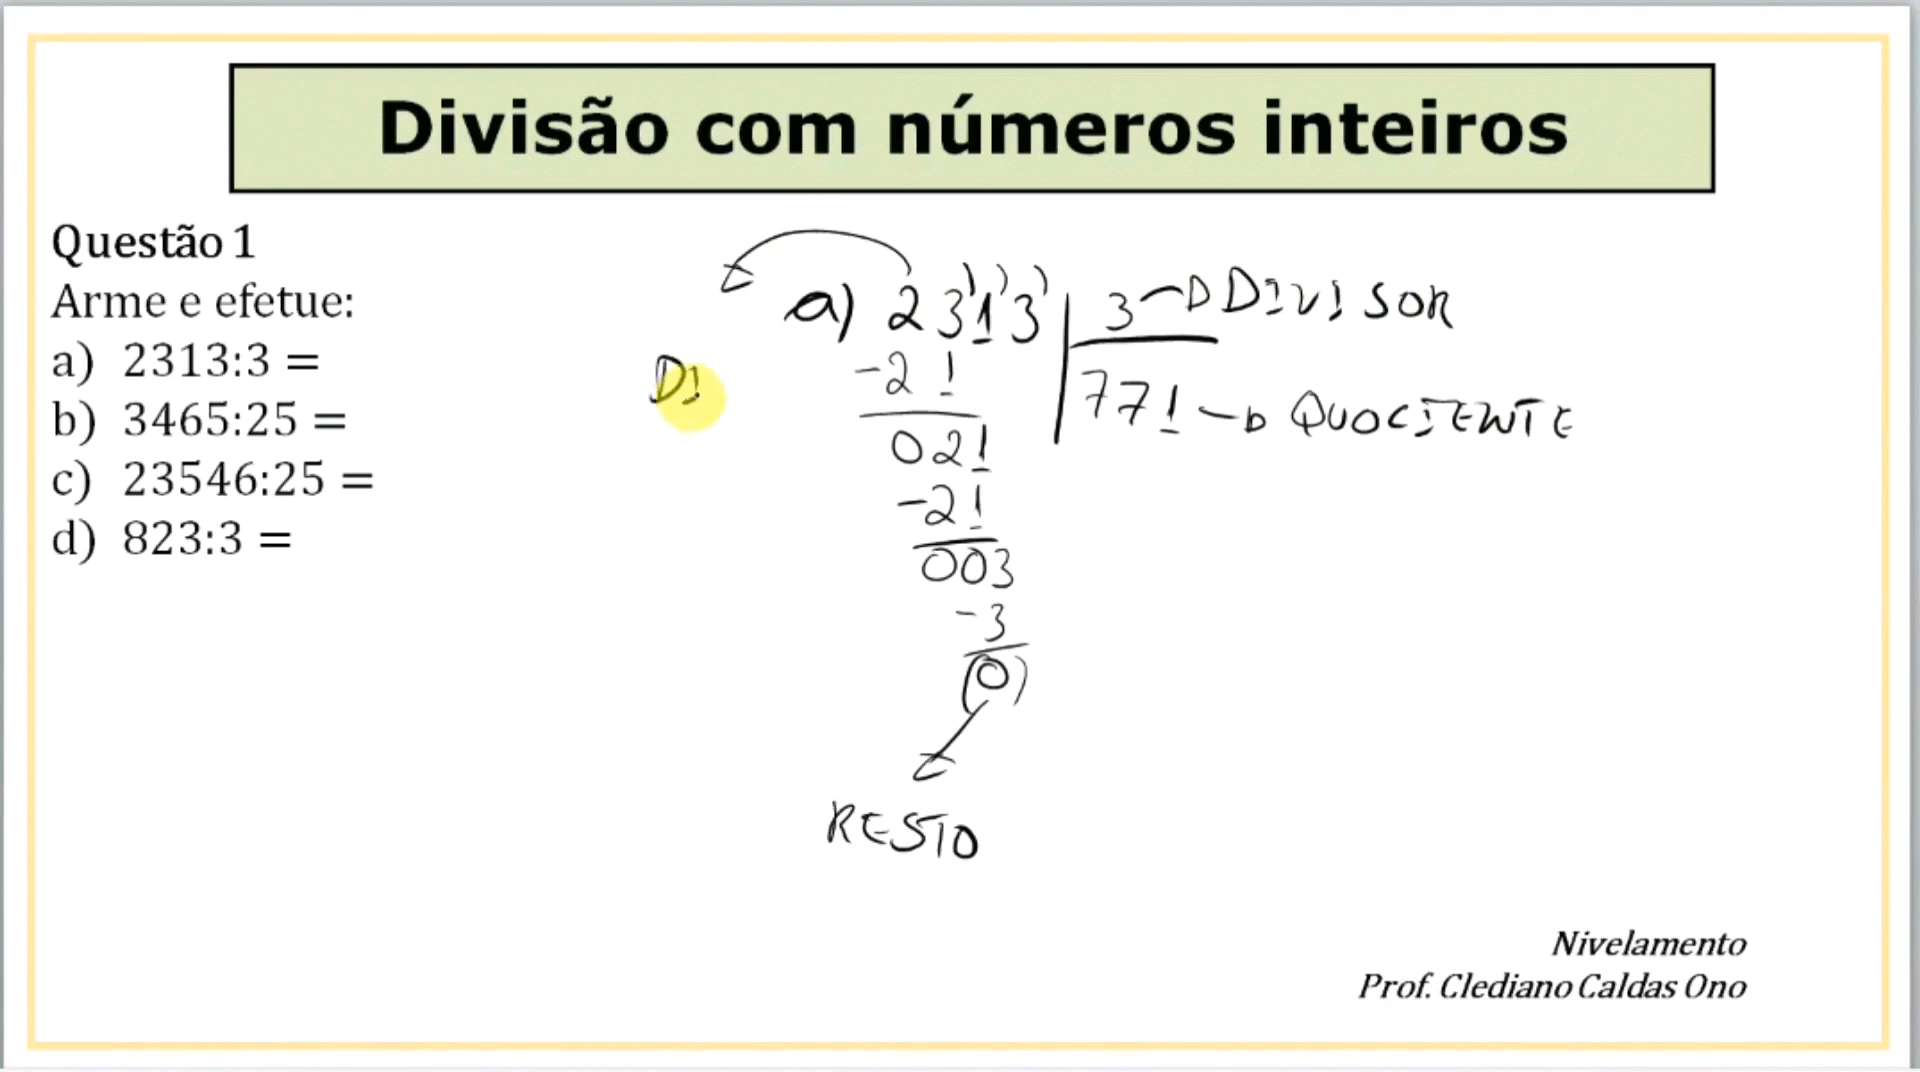 Divisão com números inteiros
Questão 1
Arme e efetue:
a) 2313:3 =
b) 3465:25 =
c) 23546:25 =
d) 823:3 =
a) 2313 3 → DIVISOR
-21 771 → QUOCIENTE
021
-21
003
-3
0
RESTO
DI
Nivelamento
Prof. Clediano Caldas Ono